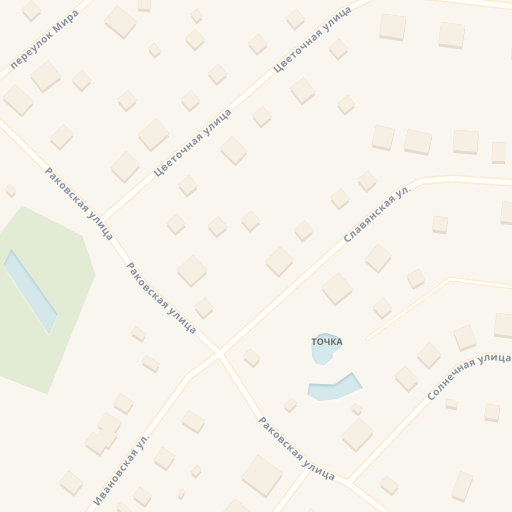 переулок Мира
Цветочная улица
Цветочная улица
Раковская улица
Славянская ул.
Раковская улица
ТОЧКА
Солнечная улица
Раковская улица
Ивановская ул.